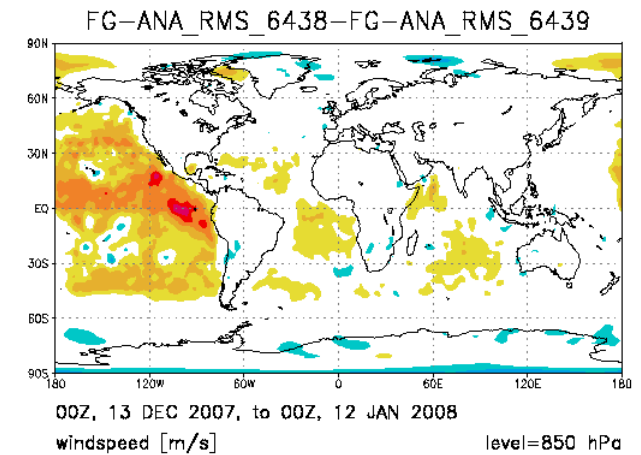 FG-ANA_RMS_6438-FG-ANA_RMS_6439
90N
60N
30N
EQ
30S
60S
90S
180 120W 60W 0 60E 120E 180
00Z, 13 DEC 2007, to 00Z, 12 JAN 2008
windspeed [m/s] level=850 hPa